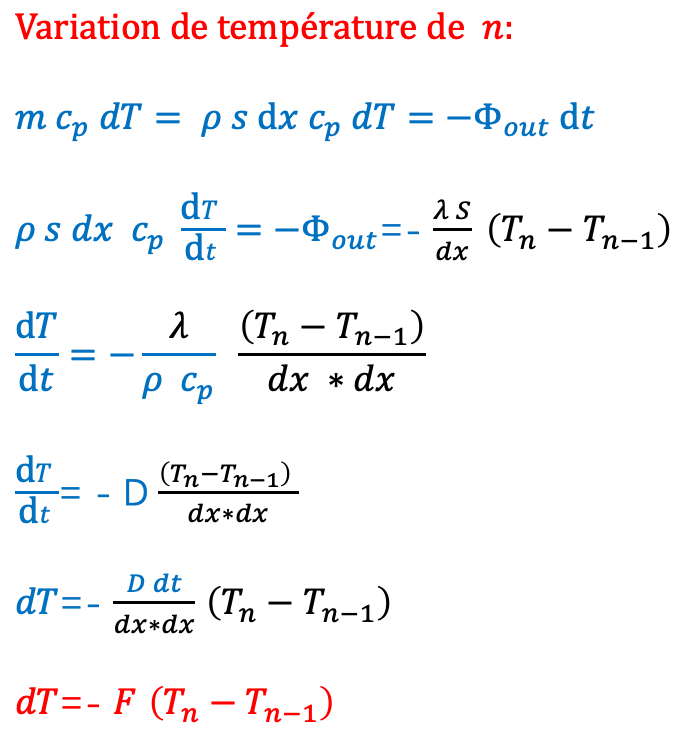 Variation de température de n:
m c_p dT = ρ s dx c_p dT = −Φ_out dt
ρ s dx c_p dT/dt = −Φ_out=- λ S/dx (T_n − T_{n−1})
dT/dt = − λ/ρ c_p (T_n − T_{n−1})/dx * dx
dT/dt= - D (T_n−T_{n−1})/dx*dx
dT=- D dt/dx*dx (T_n − T_{n−1})
dT=- F (T_n − T_{n−1})